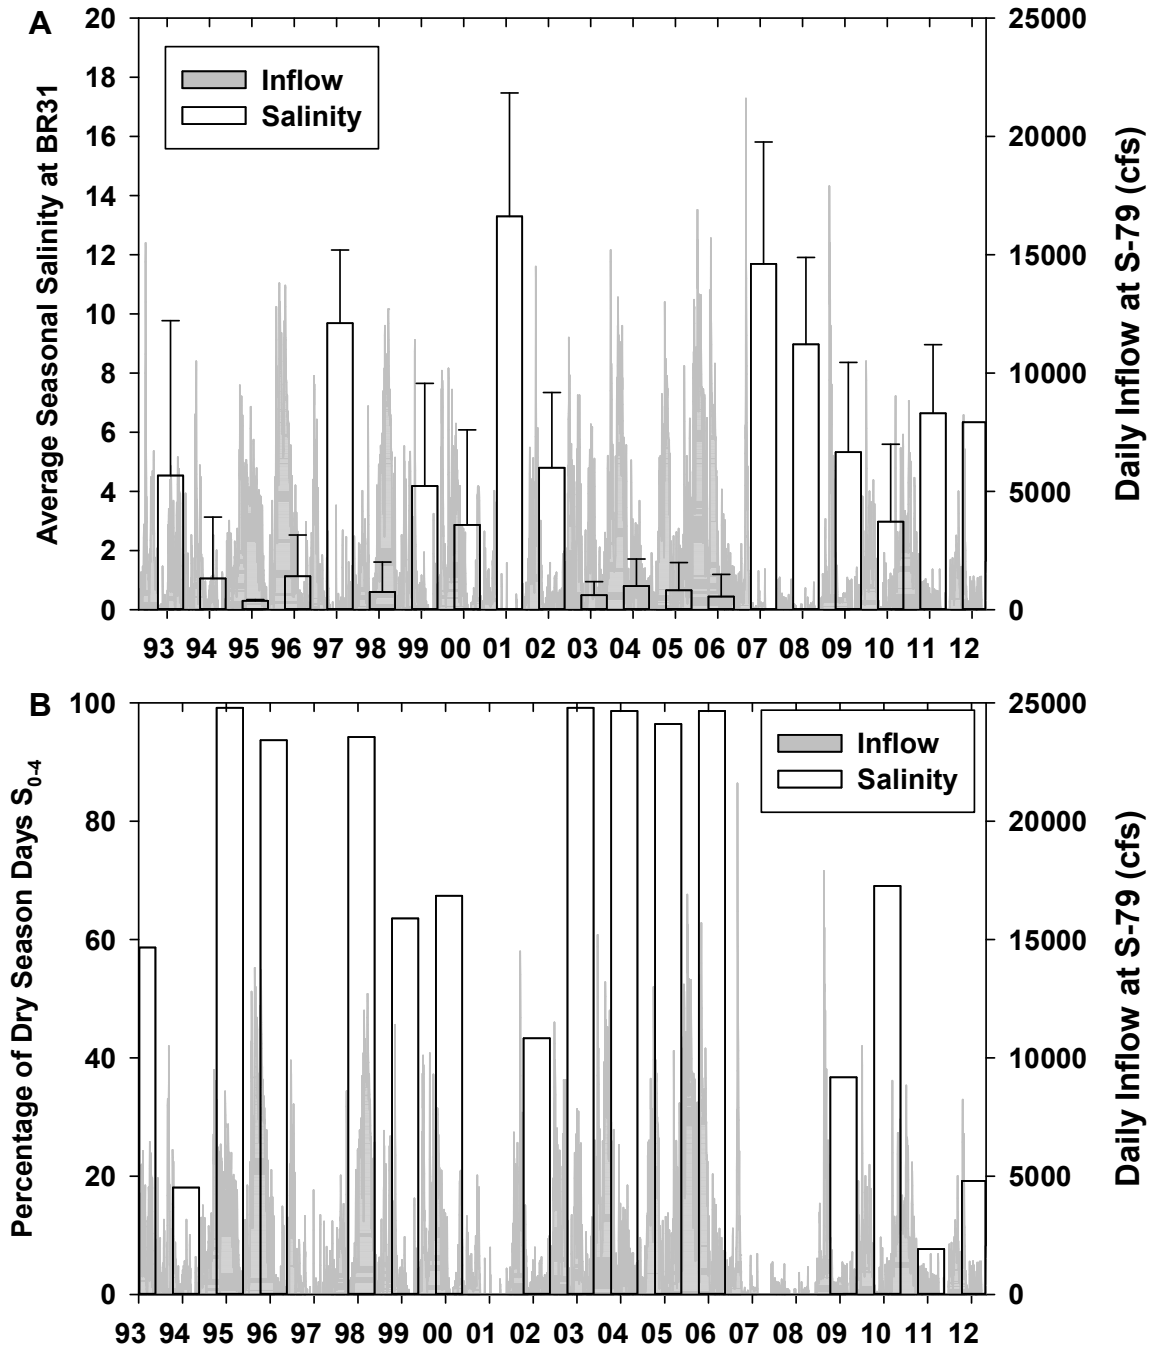 A
Average Seasonal Salinity at BR31
20
18
16
14
12
10
8
6
4
2
0
Inflow
Salinity
25000
20000
15000
10000
5000
0
Daily Inflow at S-79 (cfs)
93 94 95 96 97 98 99 00 01 02 03 04 05 06 07 08 09 10 11 12
B
Percentage of Dry Season Days S0-4
100
80
60
40
20
0
Inflow
Salinity
25000
20000
15000
10000
5000
0
Daily Inflow at S-79 (cfs)
93 94 95 96 97 98 99 00 01 02 03 04 05 06 07 08 09 10 11 12